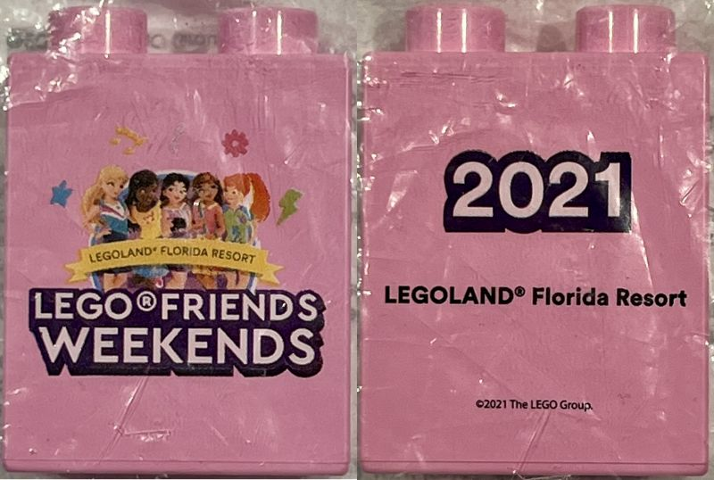 LEGOLAND® FLORIDA RESORT
LEGO® FRIENDS
WEEKENDS
2021
LEGOLAND® Florida Resort
©2021 The LEGO Group.